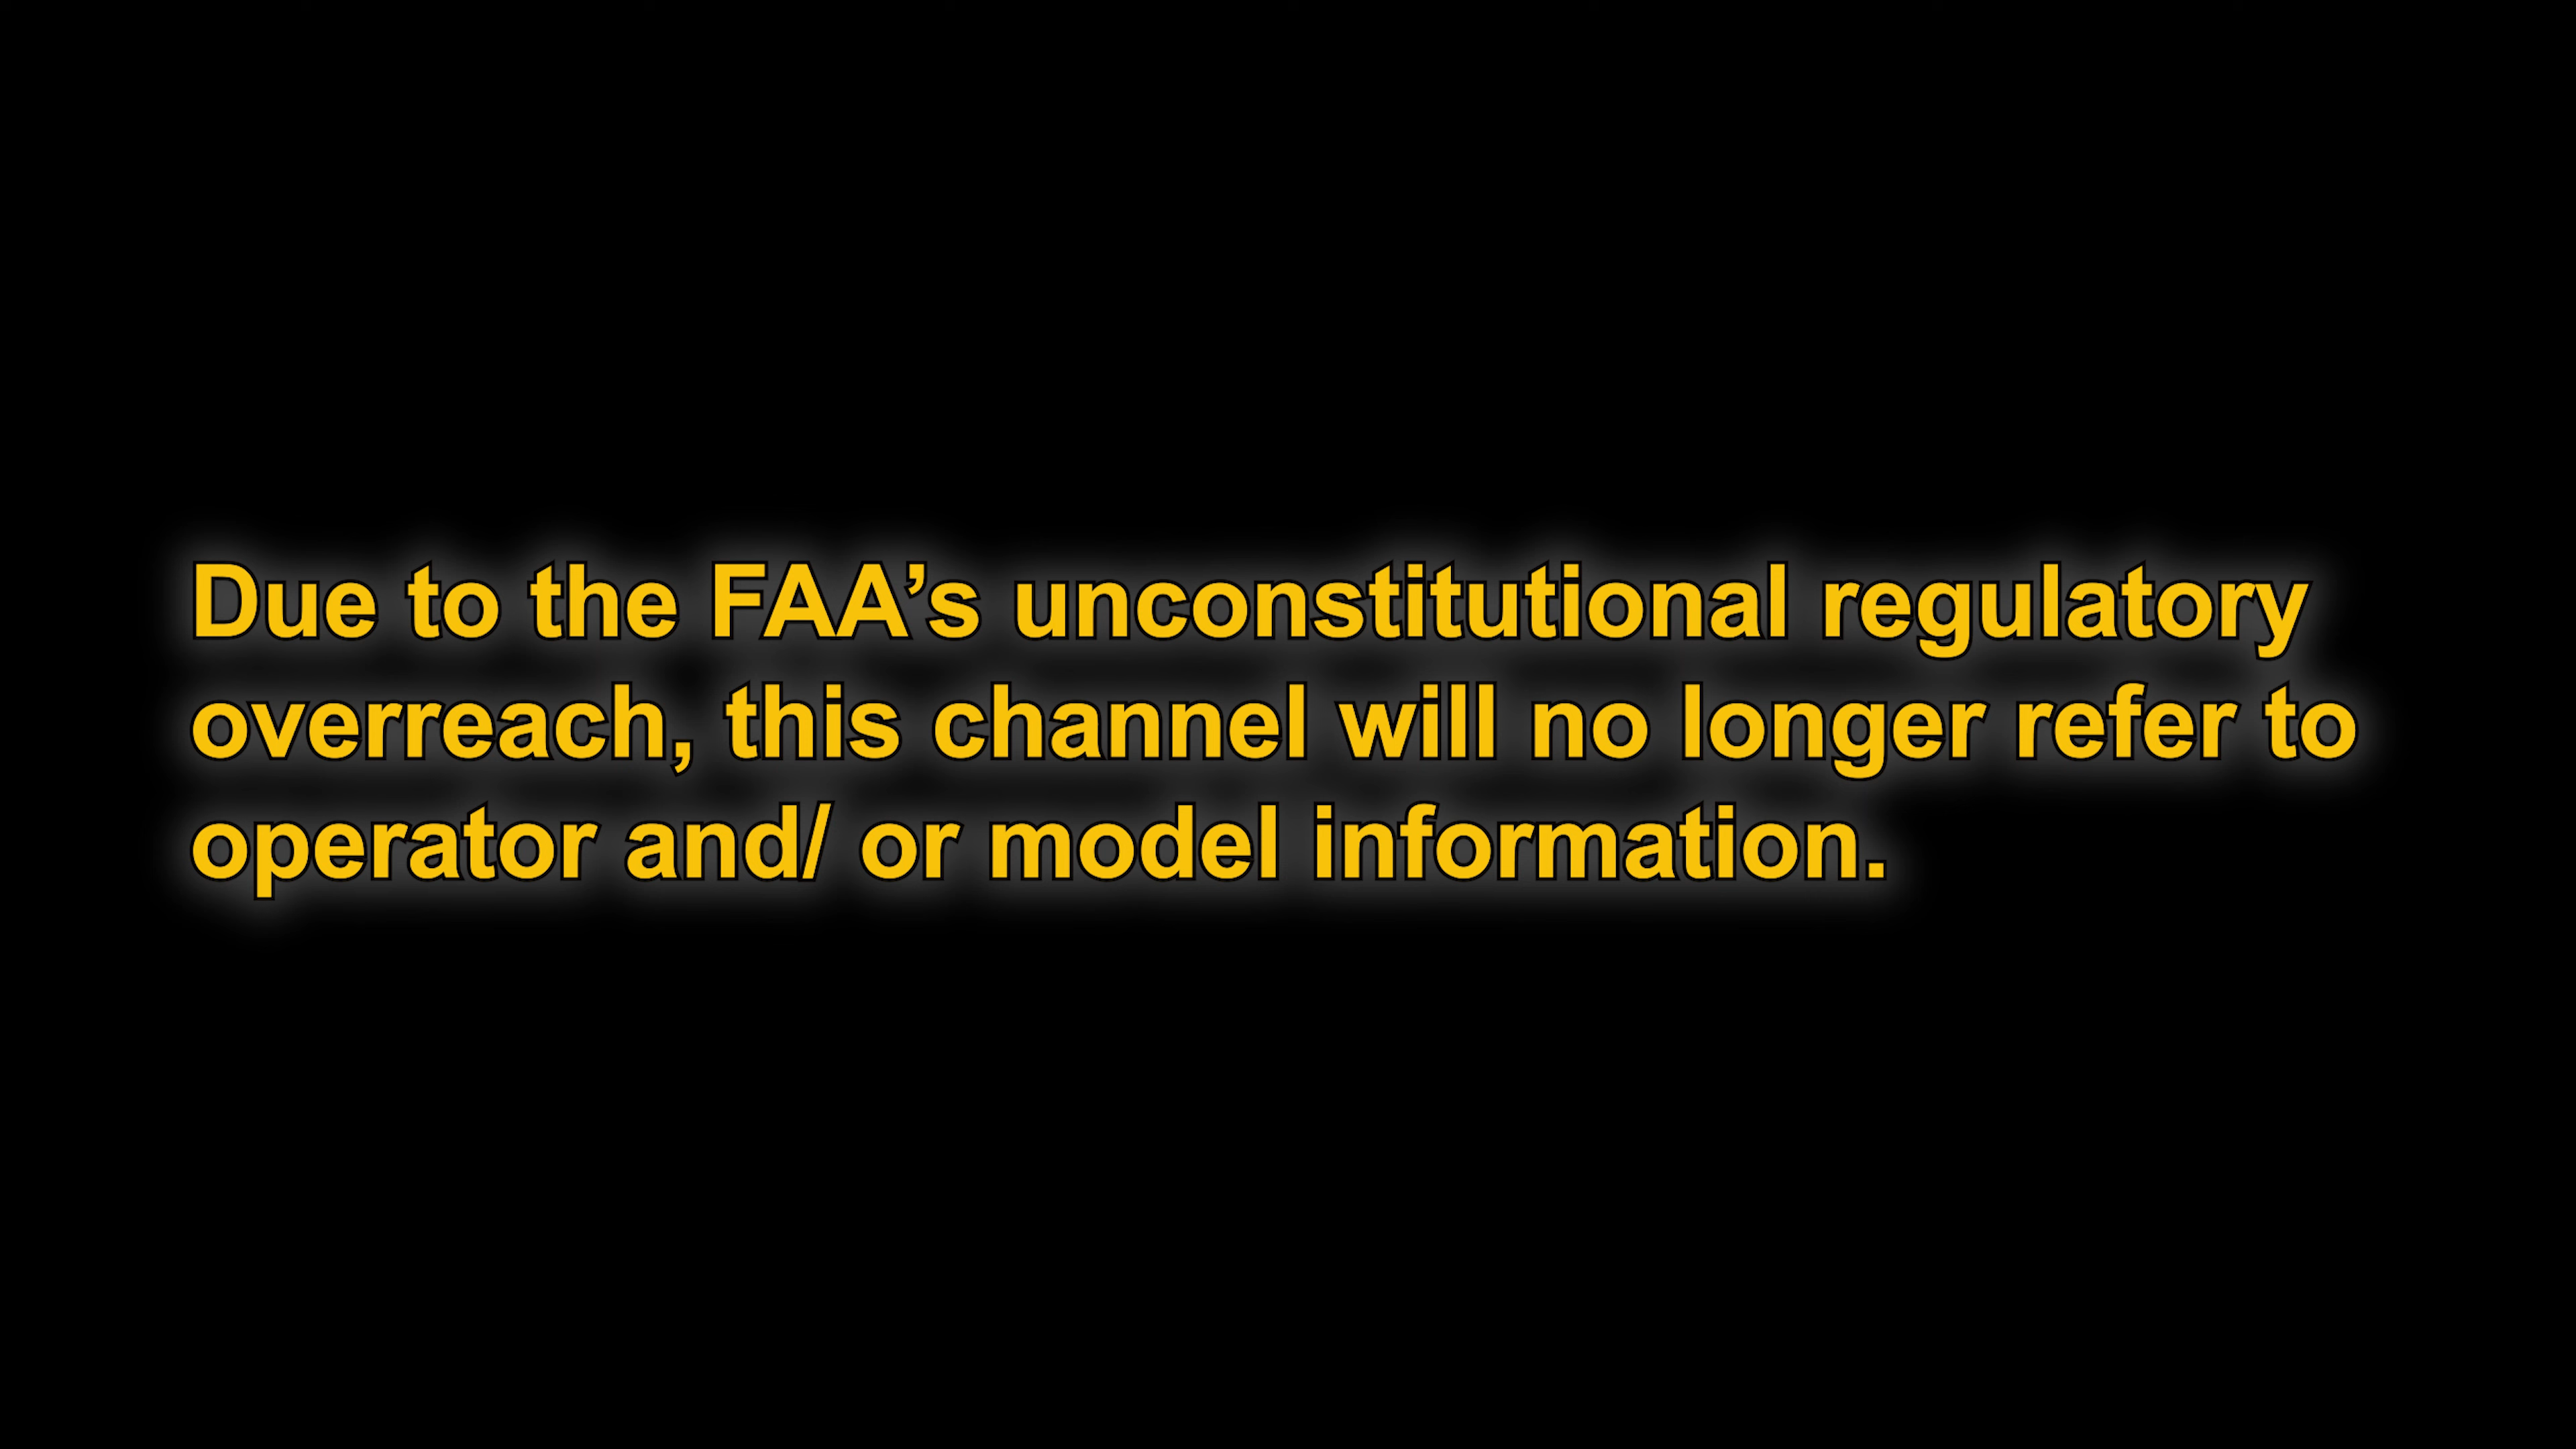 Due to the FAA’s unconstitutional regulatory
overreach, this channel will no longer refer to
operator and/ or model information.